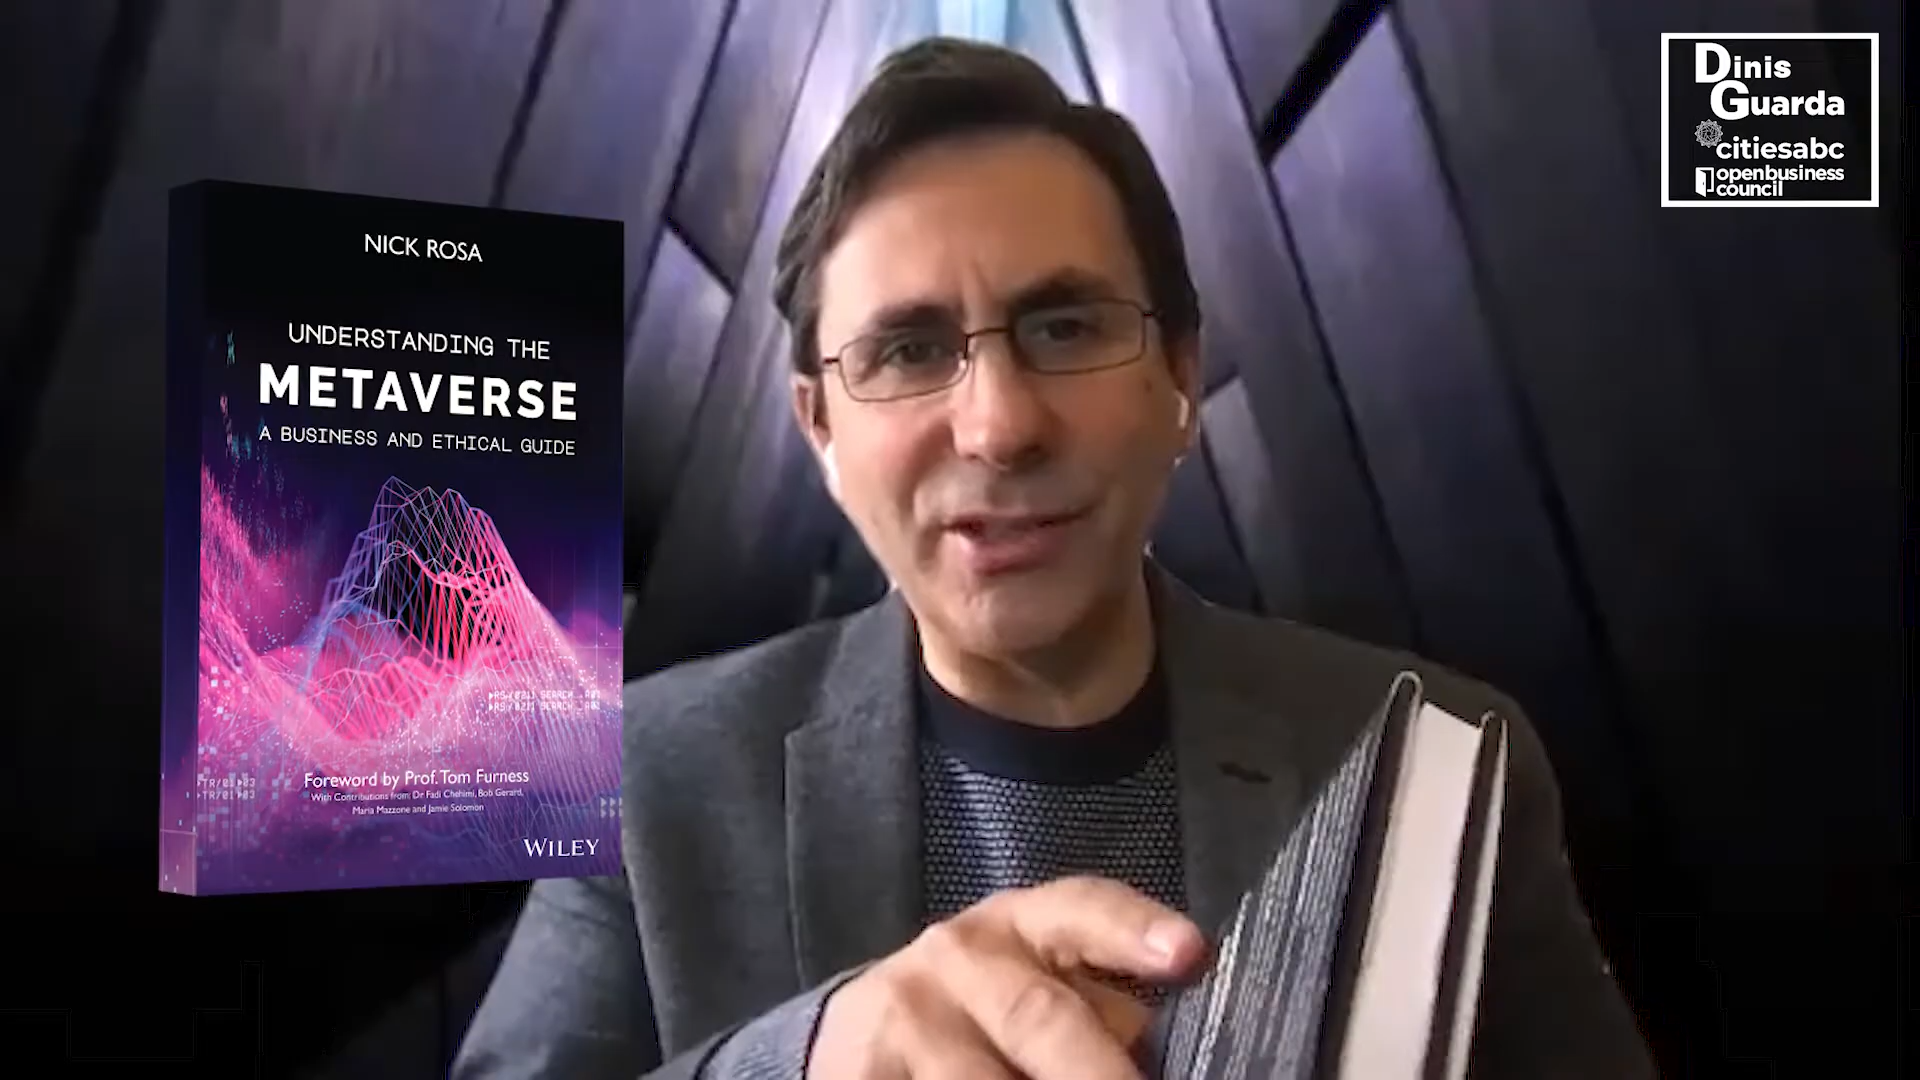 NICK ROSA
UNDERSTANDING THE
METAVERSE
A BUSINESS AND ETHICAL GUIDE
Foreword by Prof. Tom Furness
With Contributions from: Dr Fadi Chehimi, Bob Gerard,
Maria Mazzone and Jamie Solomon
WILEY
Dinis
Guarda
citiesabc
openbusiness
council